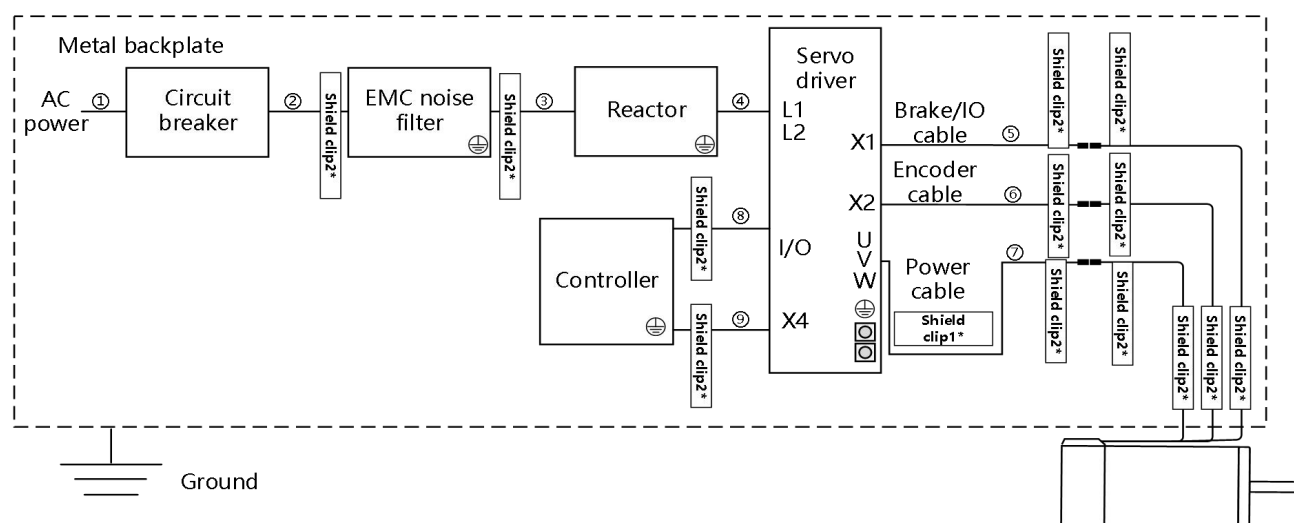 Metal backplate
AC
power
①
Circuit
breaker
②
Shield clip2*
EMC noise
filter
Shield clip2*
③
Reactor
④
Servo
driver
L1
L2
X1
X2
U
V
W
I/O
X4
Brake/IO
cable
⑤
Shield clip2*
Shield clip2*
Encoder
cable
⑥
Shield clip2*
Shield clip2*
Power
cable
⑦
Shield clip2*
Shield clip2*
Shield
clip1*
Controller
Shield clip2*
⑧
Shield clip2*
⑨
Shield clip2*
Shield clip2*
Shield clip2*
Ground